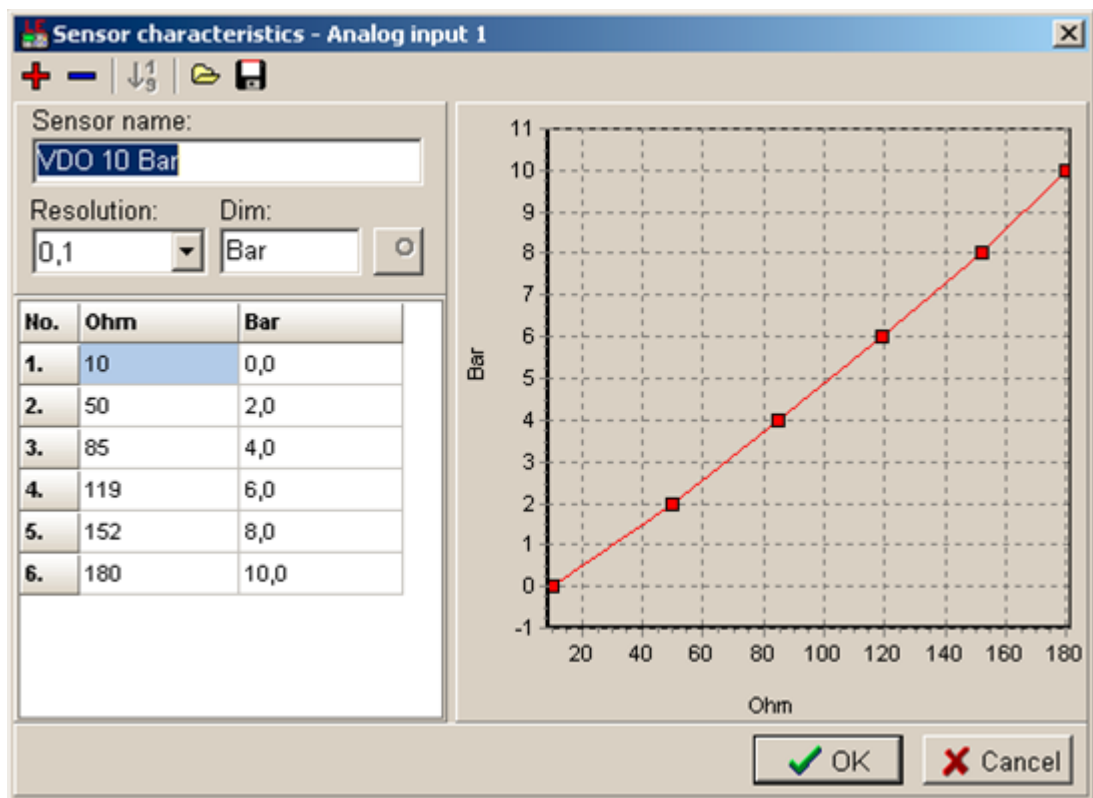 Sensor characteristics - Analog input 1
Sensor name:
VDO 10 Bar
Resolution: Dim:
0,1 Bar
No. Ohm Bar
1. 10 0,0
2. 50 2,0
3. 85 4,0
4. 119 6,0
5. 152 8,0
6. 180 10,0
11
10
9
8
7
6
5
4
3
2
1
0
-1
Bar
20 40 60 80 100 120 140 160 180
Ohm
OK Cancel